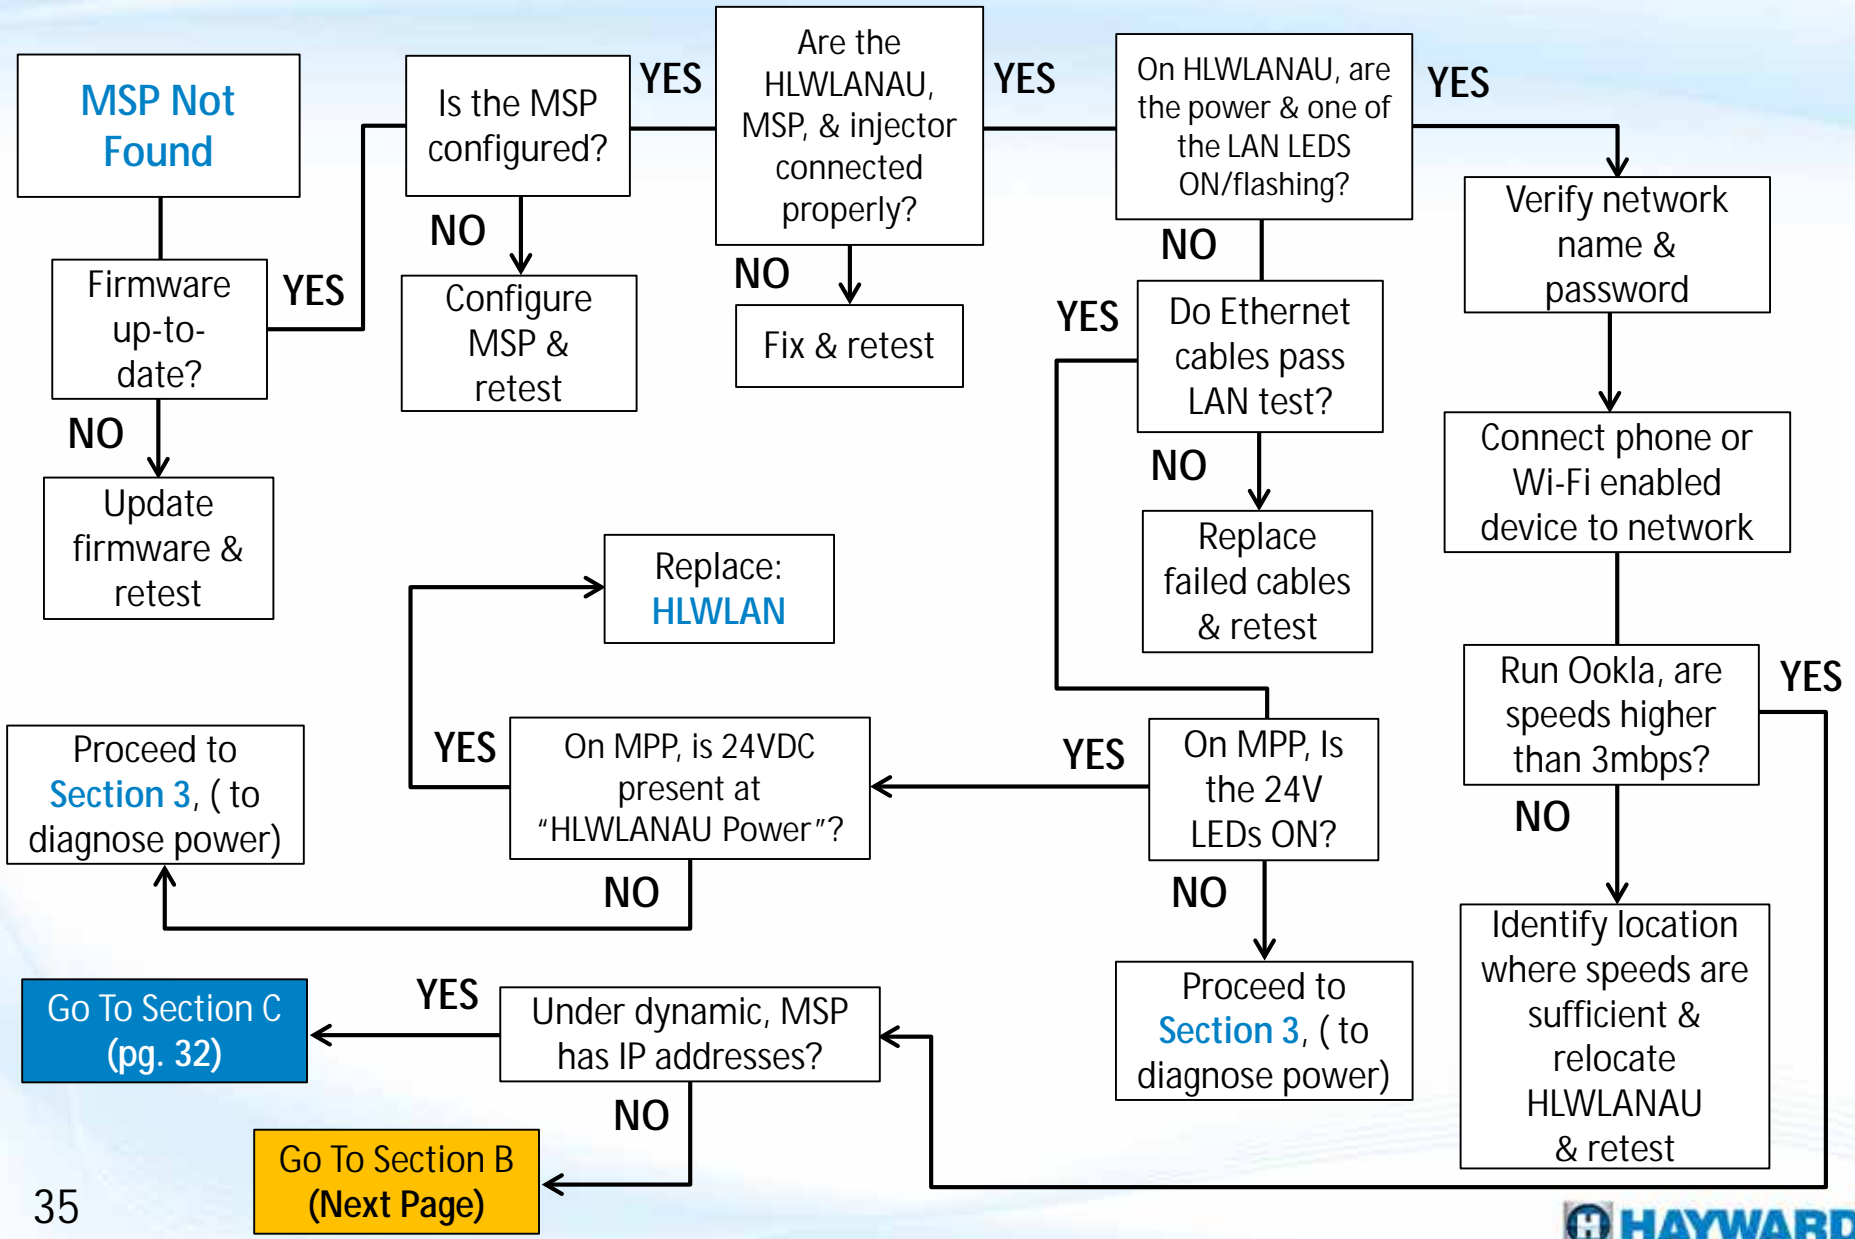 MSP Not
Found
Firmware
up-to-
date?
YES
NO
Update
firmware &
retest
Is the MSP
configured?
YES
NO
Configure
MSP &
retest
Are the
HLWLANAU,
MSP, & injector
connected
properly?
YES
NO
Fix & retest
On HLWLANAU, are
the power & one of
the LAN LEDS
ON/flashing?
YES
NO
Do Ethernet
cables pass
LAN test?
YES
NO
Replace
failed cables
& retest
Verify network
name &
password
Connect phone or
Wi-Fi enabled
device to network
Run Ookla, are
speeds higher
than 3mbps?
YES
NO
Identify location
where speeds are
sufficient &
relocate
HLWLANAU
& retest
On MPP, Is
the 24V
LEDs ON?
YES
NO
Proceed to
Section 3, ( to
diagnose power)
On MPP, is 24VDC
present at
“HLWLANAU Power”?
YES
NO
Replace:
HLWLAN
Proceed to
Section 3, ( to
diagnose power)
Under dynamic, MSP
has IP addresses?
YES
NO
Go To Section C
(pg. 32)
Go To Section B
(Next Page)
35
HAYWARD